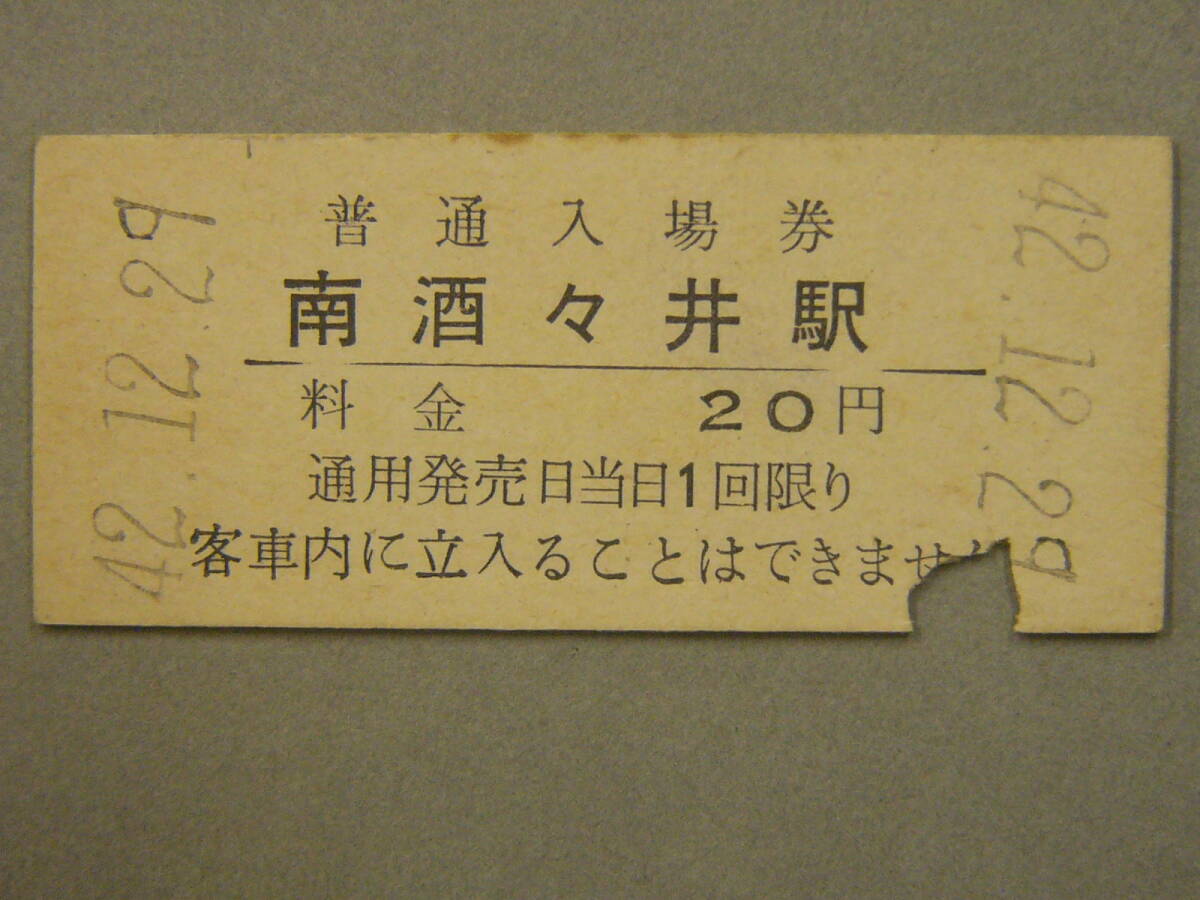 普通入場券
南酒々井駅
料金 20円
通用発売日当日1回限り
客車内に立入ることはできませ
42.12.29
42.12.29